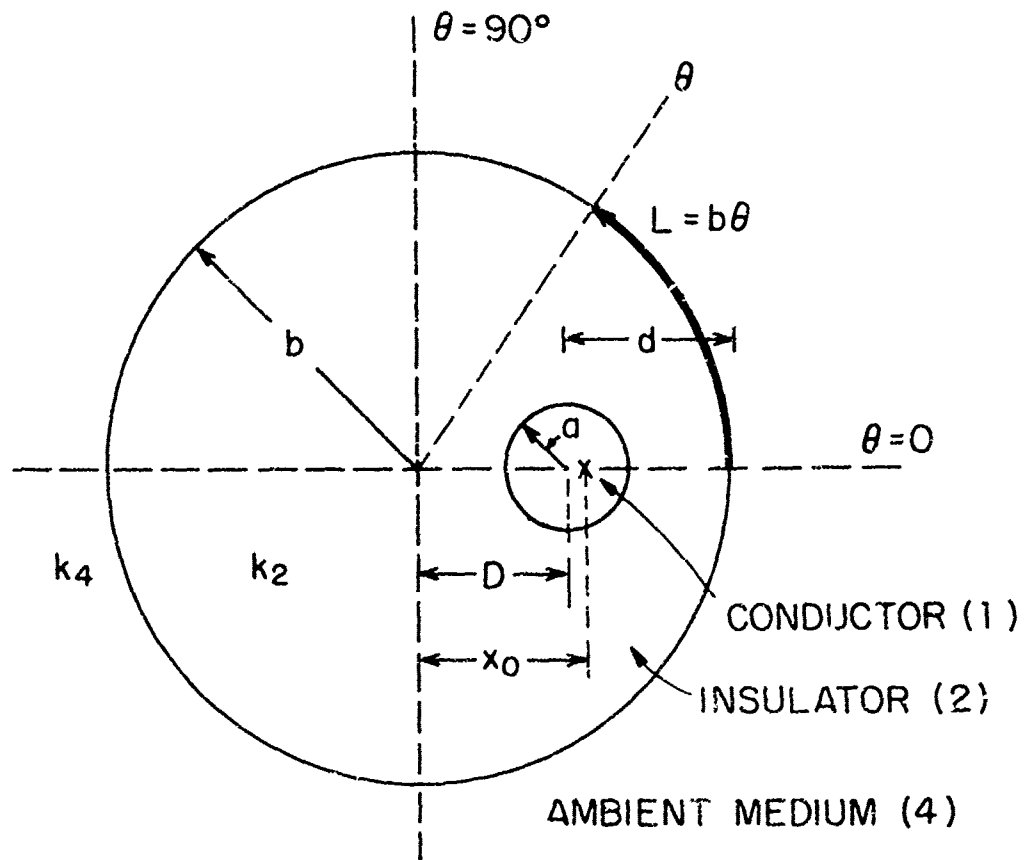 θ = 90°
θ
L = bθ
b
d
a
θ = 0
x
k4
k2
D
CONDUCTOR (1)
x0
INSULATOR (2)
AMBIENT MEDIUM (4)